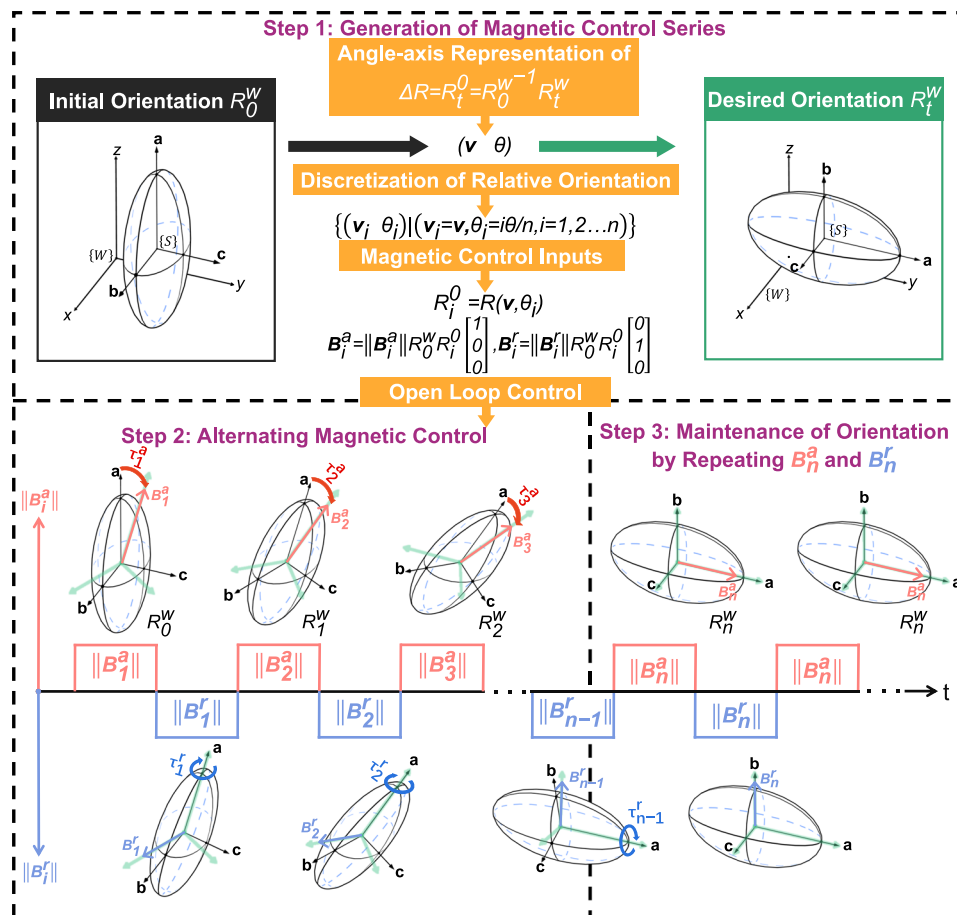 Step 1: Generation of Magnetic Control Series
Angle-axis Representation of
ΔR=R_t^0=R_0^{w^{-1}} R_t^w
Initial Orientation R_0^w
Desired Orientation R_t^w
(v θ)
Discretization of Relative Orientation
{(v_i θ_i)|(v_i=v,θ_i=iθ/n,i=1,2...n)}
Magnetic Control Inputs
R_i^0=R(v,θ_i)
B_i^a=||B_i^a||R_0^w R_i^0 [1 0 0], B_i^r=||B_i^r||R_0^w R_i^0 [0 1 0]
Open Loop Control
a
z
{S}
{W}
c
b
y
x
z
b
{S}
a
c
y
{W}
x
Step 2: Alternating Magnetic Control
Step 3: Maintenance of Orientation
by Repeating B_n^a and B_n^r
||B_i^a||
a
τ_1^a
B_1^a
c
b
R_0^w
a
τ_2^a
B_2^a
b
c
R_1^w
a
τ_3^a
B_3^a
b
c
R_2^w
b
c
B_n^a
a
R_n^w
b
c
B_n^a
a
R_n^w
||B_1^a||
||B_2^a||
||B_3^a||
||B_n^a||
||B_n^a||
t
||B_1^r||
||B_2^r||
||B_{n-1}^r||
||B_n^r||
||B_i^r||
τ_1^r
a
B_1^r
c
b
τ_2^r
a
B_2^r
b
c
b
B_{n-1}^r
τ_{n-1}^r
a
c
b
B_n^r
a
c